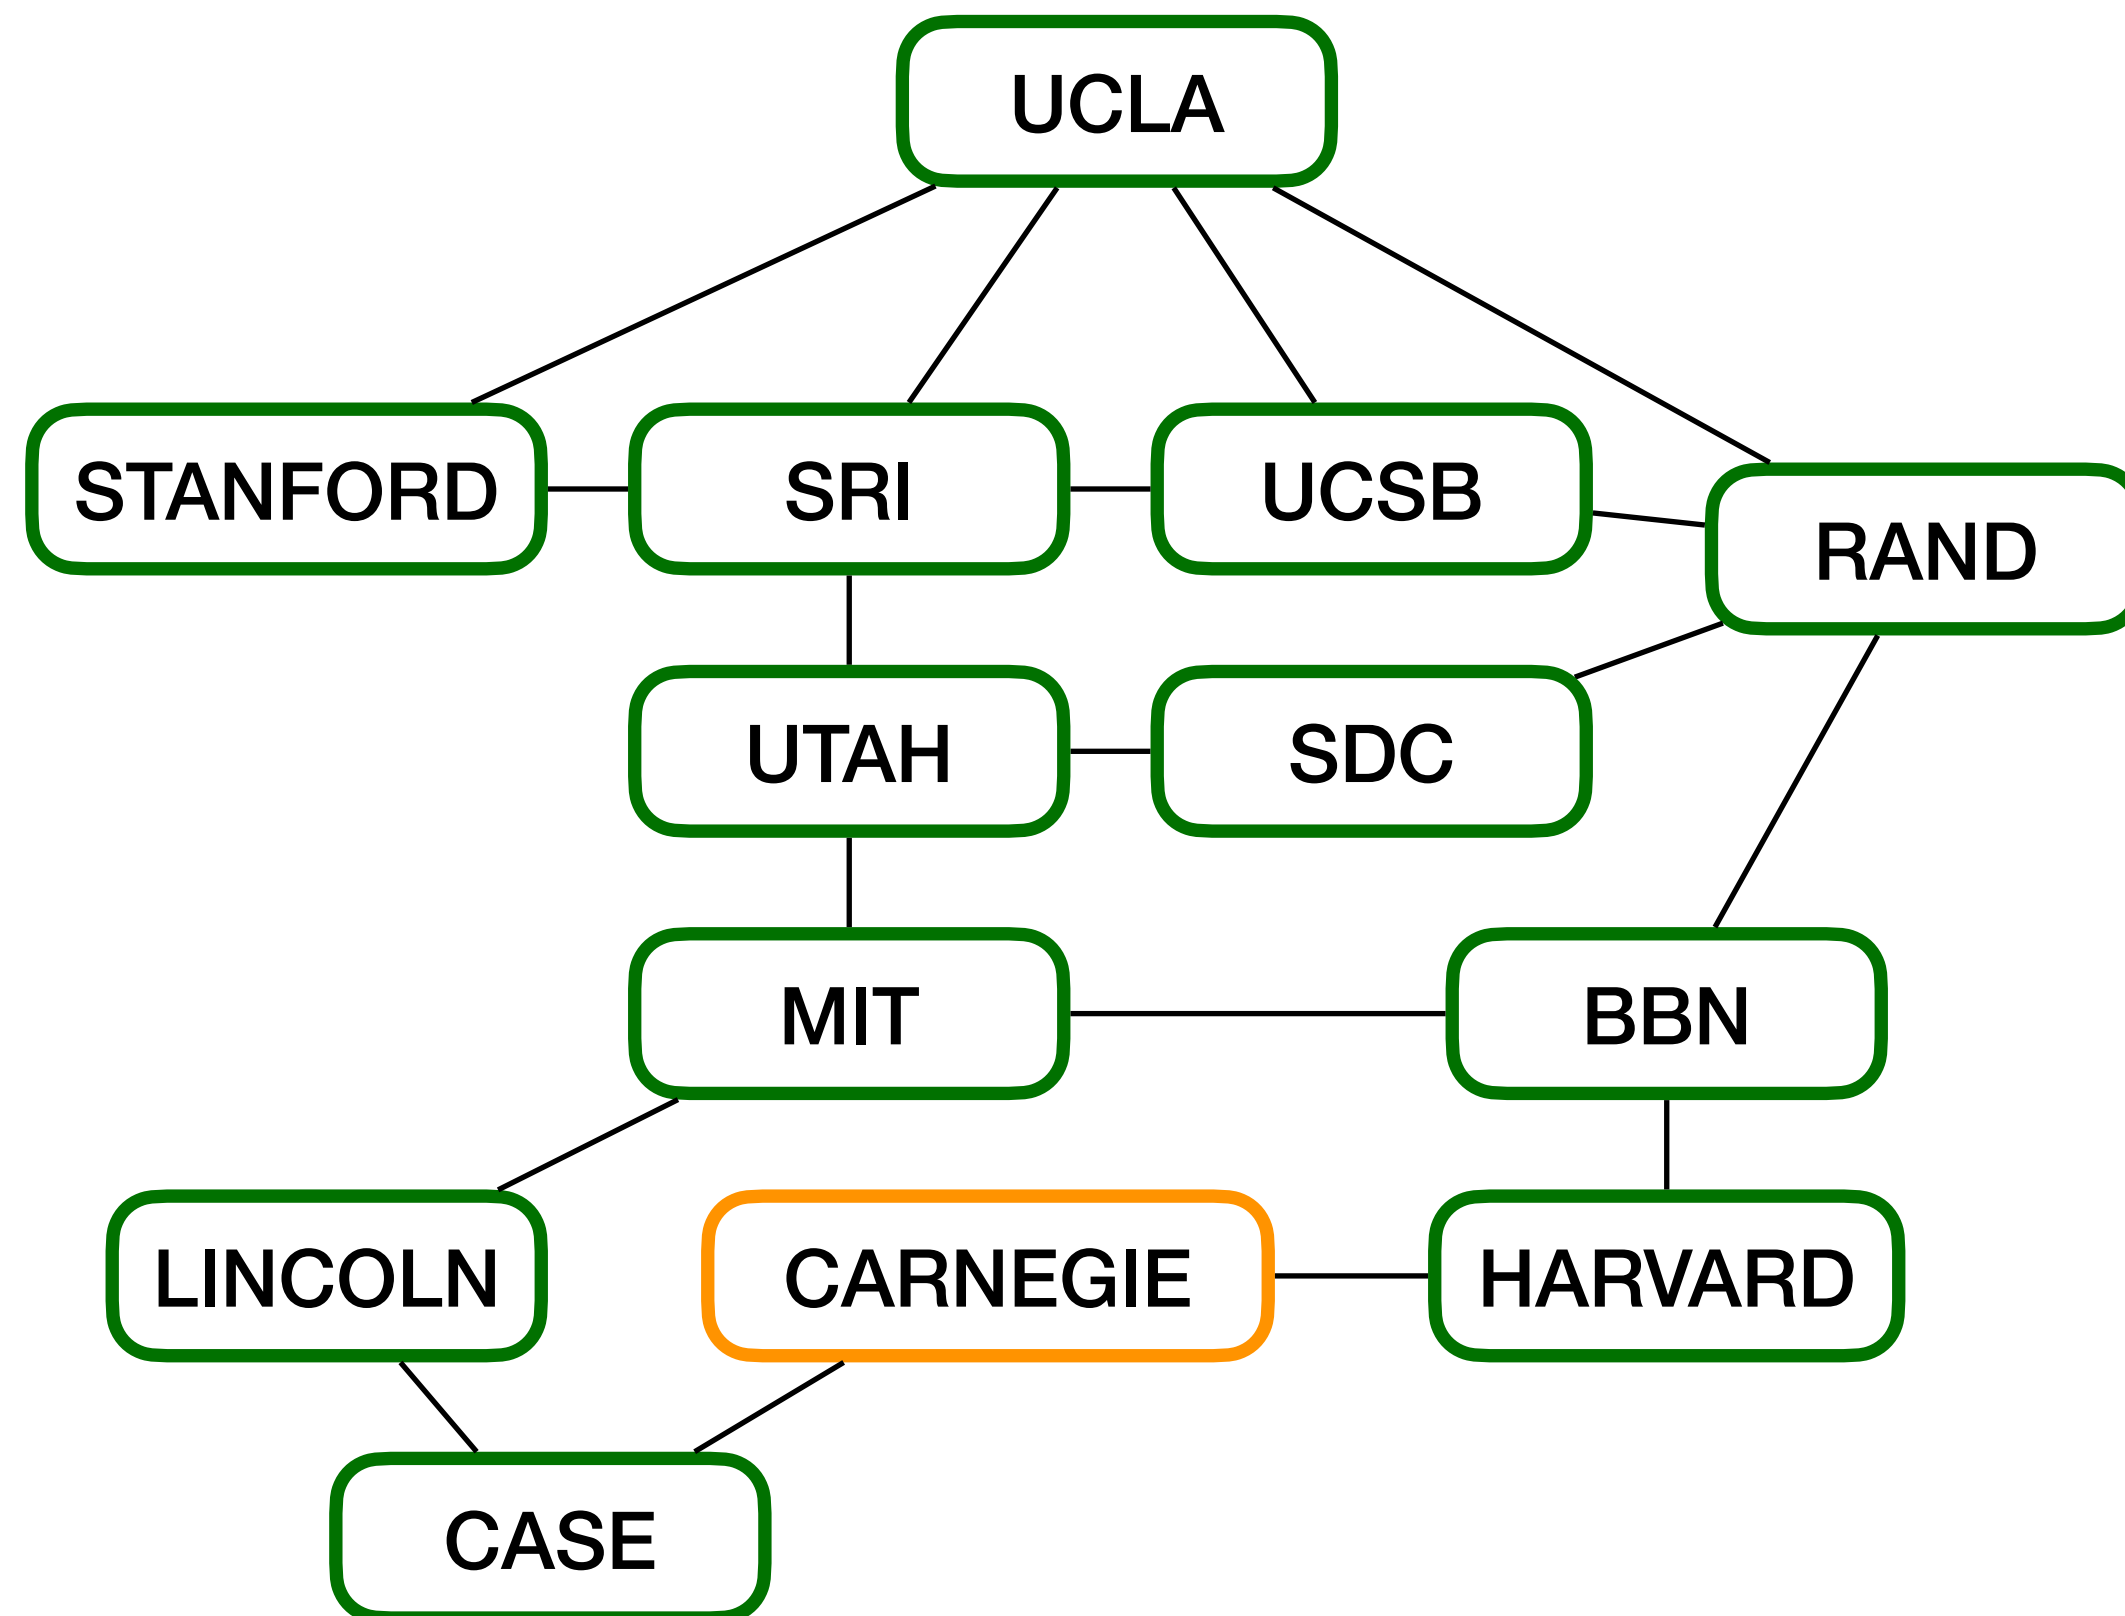 UCLA
STANFORD
SRI
UCSB
RAND
UTAH
SDC
MIT
BBN
LINCOLN
CARNEGIE
HARVARD
CASE